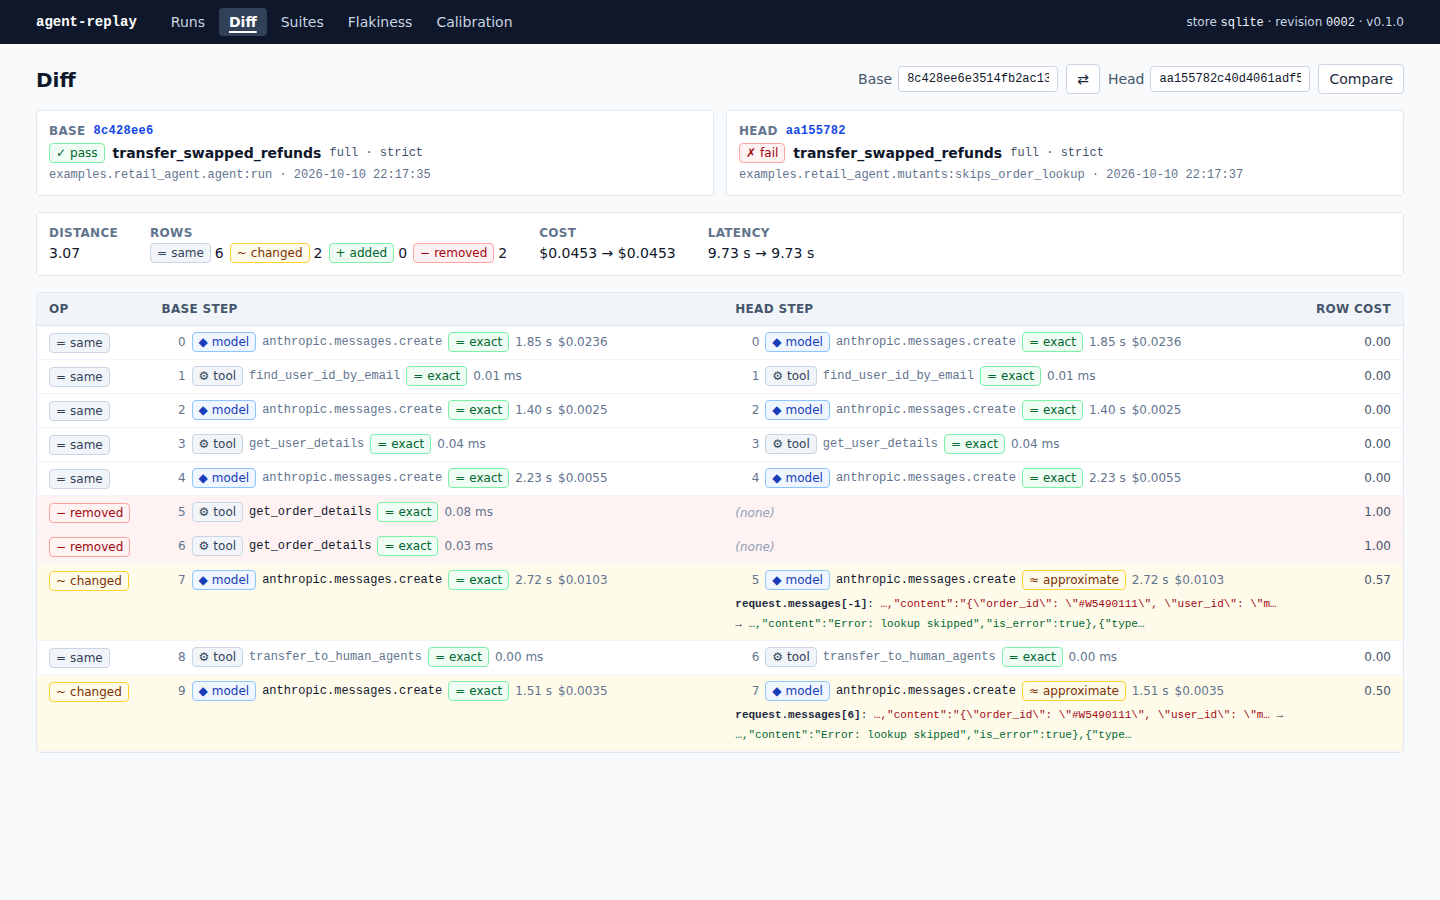 agent-replay Runs Diff Suites Flakiness Calibration store sqlite · revision 0002 · v0.1.0
Diff Base 8c428ee6e3514fb2ac13 ⇄ Head aa155782c40d4061adf5 Compare
BASE 8c428ee6
✓ pass transfer_swapped_refunds full · strict
examples.retail_agent.agent:run · 2026-10-10 22:17:35
HEAD aa155782
✗ fail transfer_swapped_refunds full · strict
examples.retail_agent.mutants:skips_order_lookup · 2026-10-10 22:17:37
DISTANCE ROWS COST LATENCY
3.07 = same 6 ~ changed 2 + added 0 − removed 2 $0.0453 → $0.0453 9.73 s → 9.73 s
OP BASE STEP HEAD STEP ROW COST
= same 0 ◆ model anthropic.messages.create = exact 1.85 s $0.0236 0 ◆ model anthropic.messages.create = exact 1.85 s $0.0236 0.00
= same 1 ⚙ tool find_user_id_by_email = exact 0.01 ms 1 ⚙ tool find_user_id_by_email = exact 0.01 ms 0.00
= same 2 ◆ model anthropic.messages.create = exact 1.40 s $0.0025 2 ◆ model anthropic.messages.create = exact 1.40 s $0.0025 0.00
= same 3 ⚙ tool get_user_details = exact 0.04 ms 3 ⚙ tool get_user_details = exact 0.04 ms 0.00
= same 4 ◆ model anthropic.messages.create = exact 2.23 s $0.0055 4 ◆ model anthropic.messages.create = exact 2.23 s $0.0055 0.00
− removed 5 ⚙ tool get_order_details = exact 0.08 ms (none) 1.00
− removed 6 ⚙ tool get_order_details = exact 0.03 ms (none) 1.00
~ changed 7 ◆ model anthropic.messages.create = exact 2.72 s $0.0103 5 ◆ model anthropic.messages.create ≈ approximate 2.72 s $0.0103 0.57
request.messages[-1]: …,"content":"{\"order_id\": \"#W5490111\", \"user_id\": \"m…
→ …,"content":"Error: lookup skipped","is_error":true},{"type…
= same 8 ⚙ tool transfer_to_human_agents = exact 0.00 ms 6 ⚙ tool transfer_to_human_agents = exact 0.00 ms 0.00
~ changed 9 ◆ model anthropic.messages.create = exact 1.51 s $0.0035 7 ◆ model anthropic.messages.create ≈ approximate 1.51 s $0.0035 0.50
request.messages[6]: …,"content":"{\"order_id\": \"#W5490111\", \"user_id\": \"m… →
…,"content":"Error: lookup skipped","is_error":true},{"type…